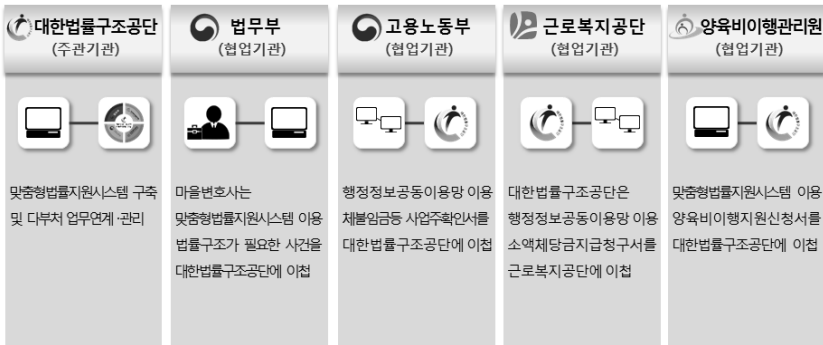 대한법률구조공단
(주관기관)
맞춤형법률지원시스템 구축
및 다부처 업무연계·관리
법무부
(협업기관)
마을변호사는
맞춤형법률지원시스템 이용
법률구조가 필요한 사건을
대한법률구조공단에 이첩
고용노동부
(협업기관)
행정정보공동이용망 이용
체불임금등 사업주확인서를
대한법률구조공단에 이첩
근로복지공단
(협업기관)
대한법률구조공단은
행정정보공동이용망 이용
소액체당금지급청구서를
근로복지공단에 이첩
양육비이행관리원
(협업기관)
맞춤형법률지원시스템 이용
양육비이행지원신청서를
대한법률구조공단에 이첩